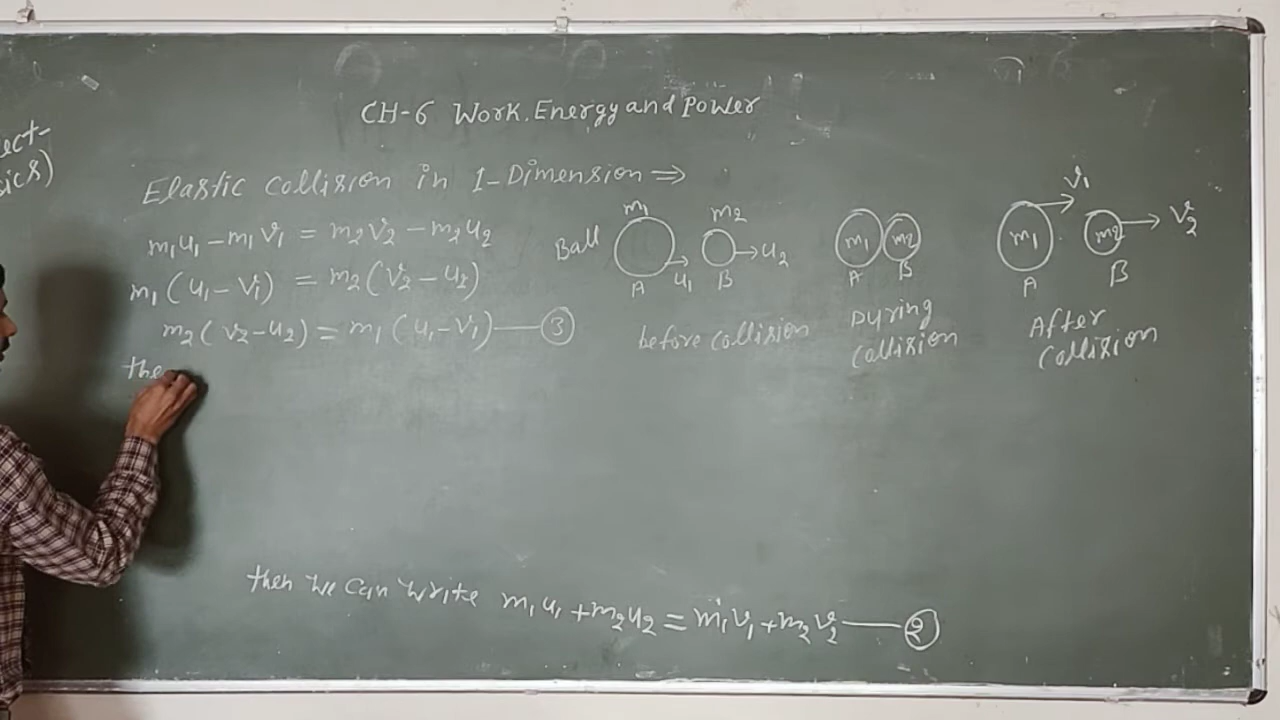 CH-6 Work, Energy and Power
ect-
ics)
Elastic Collision in 1-Dimension ⇒
m₁u₁ - m₁v₁ = m₂v₂ - m₂u₂
m₁(u₁ - v₁) = m₂(v₂ - u₂)
m₂(v₂ - u₂) = m₁(u₁ - v₁) — ③
the
Ball
m₁
m₂
u₁
u₂
A
B
before collision
m₁
m₂
A
B
During
Collision
v₁
v₂
m₁
m₂
A
B
After
Collision
then we can write m₁u₁ + m₂u₂ = m₁v₁ + m₂v₂ — ②